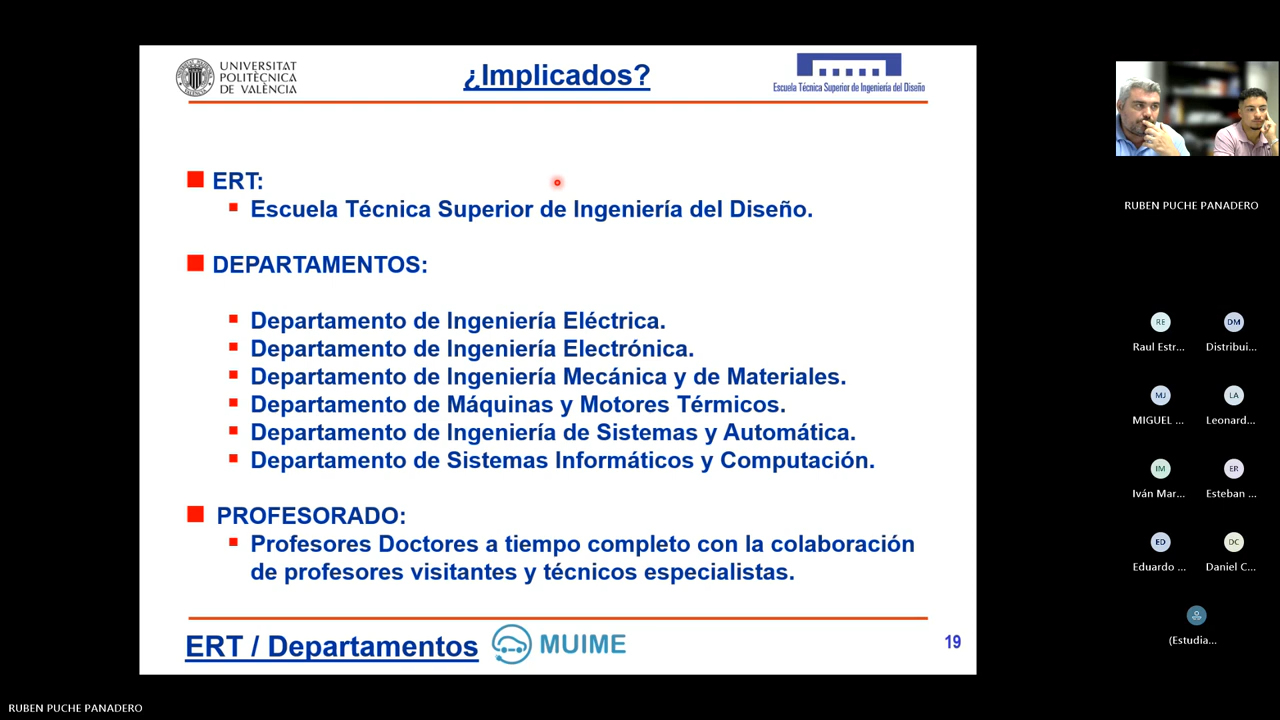 UNIVERSITAT
POLITÈCNICA
DE VALÈNCIA
¿Implicados?
Escuela Técnica Superior de Ingeniería del Diseño
ERT:
Escuela Técnica Superior de Ingeniería del Diseño.
DEPARTAMENTOS:
Departamento de Ingeniería Eléctrica.
Departamento de Ingeniería Electrónica.
Departamento de Ingeniería Mecánica y de Materiales.
Departamento de Máquinas y Motores Térmicos.
Departamento de Ingeniería de Sistemas y Automática.
Departamento de Sistemas Informáticos y Computación.
PROFESORADO:
Profesores Doctores a tiempo completo con la colaboración
de profesores visitantes y técnicos especialistas.
ERT / Departamentos
MUIME
19
RUBEN PUCHE PANADERO
RE
DM
Raul Estr...
Distribui...
MJ
LA
MIGUEL ...
Leonard...
IM
ER
Iván Mar...
Esteban ...
ED
DC
Eduardo ...
Daniel C...
(Estudia...
RUBEN PUCHE PANADERO